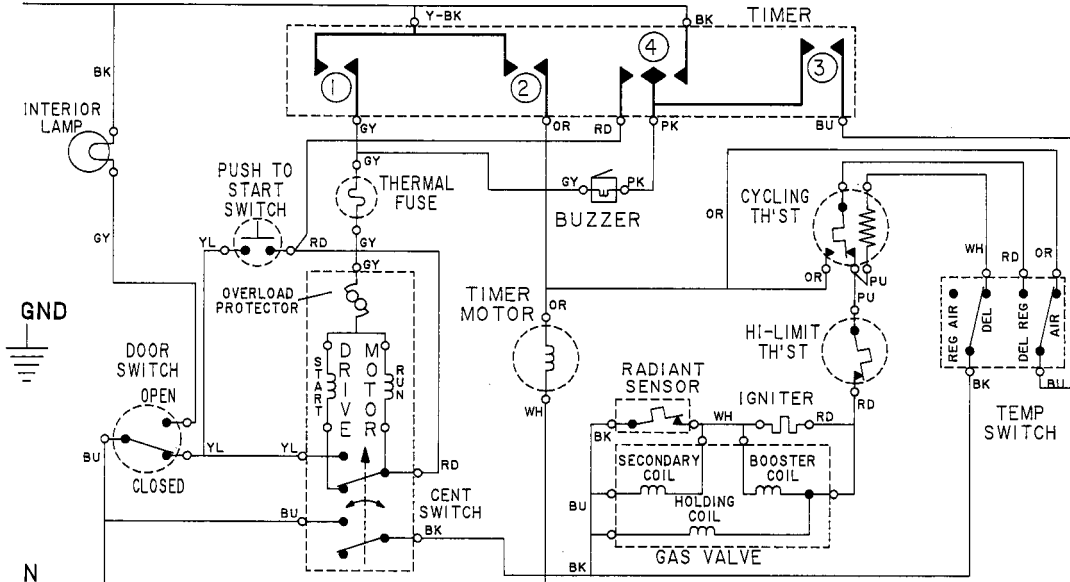 Y-BK
BK
TIMER
BK
1
2
4
3
INTERIOR
LAMP
GY
OR
RD
PK
BU
GY
PUSH TO
START
SWITCH
THERMAL
FUSE
GY
PK
BUZZER
CYCLING
TH'ST
PU
OR
GY
YL
RD
GY
GY
WH
RD
OR
OVERLOAD
PROTECTOR
OR
PU
PU
TIMER
MOTOR
OR
GND
HI-LIMIT
TH'ST
REG AIR
DEL
DEL REG
AIR
DOOR
SWITCH
OPEN
START
DRIVE
MOTOR
RUN
RADIANT
SENSOR
IGNITER
BK
BU
WH
RD
TEMP
SWITCH
BK
WH
RD
BU
YL
YL
RD
SECONDARY
COIL
BOOSTER
COIL
CLOSED
CENT
SWITCH
BU
BU
HOLDING
COIL
BK
GAS VALVE
BK
N